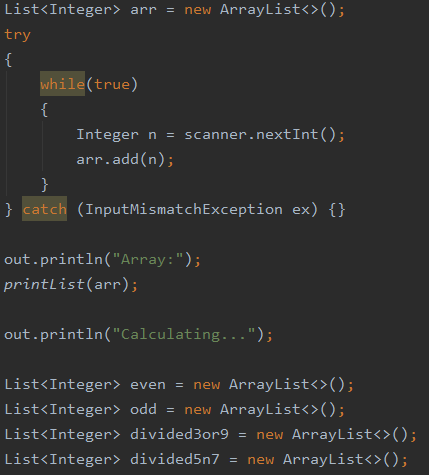 List<Integer> arr = new ArrayList<>();
try
{
while(true)
{
Integer n = scanner.nextInt();
arr.add(n);
}
} catch (InputMismatchException ex) {}
out.println("Array:");
printList(arr);
out.println("Calculating...");
List<Integer> even = new ArrayList<>();
List<Integer> odd = new ArrayList<>();
List<Integer> divided3or9 = new ArrayList<>();
List<Integer> divided5n7 = new ArrayList<>();